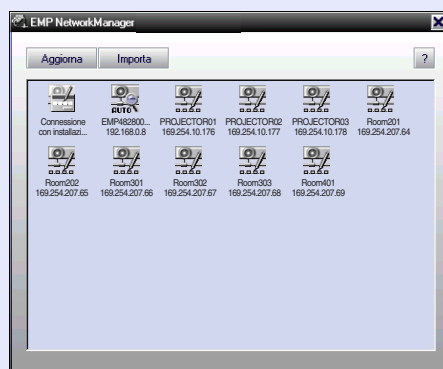 EMP NetworkManager
Aggiorna Importa ?
AUTO
Connessione EMP482800... PROJECTOR01 PROJECTOR02 PROJECTOR03 Room201
con installazi... 192.168.0.8 169.254.10.176 169.254.10.177 169.254.10.178 169.254.207.64
Room202 Room301 Room302 Room303 Room401
169.254.207.65 169.254.207.66 169.254.207.67 169.254.207.68 169.254.207.69